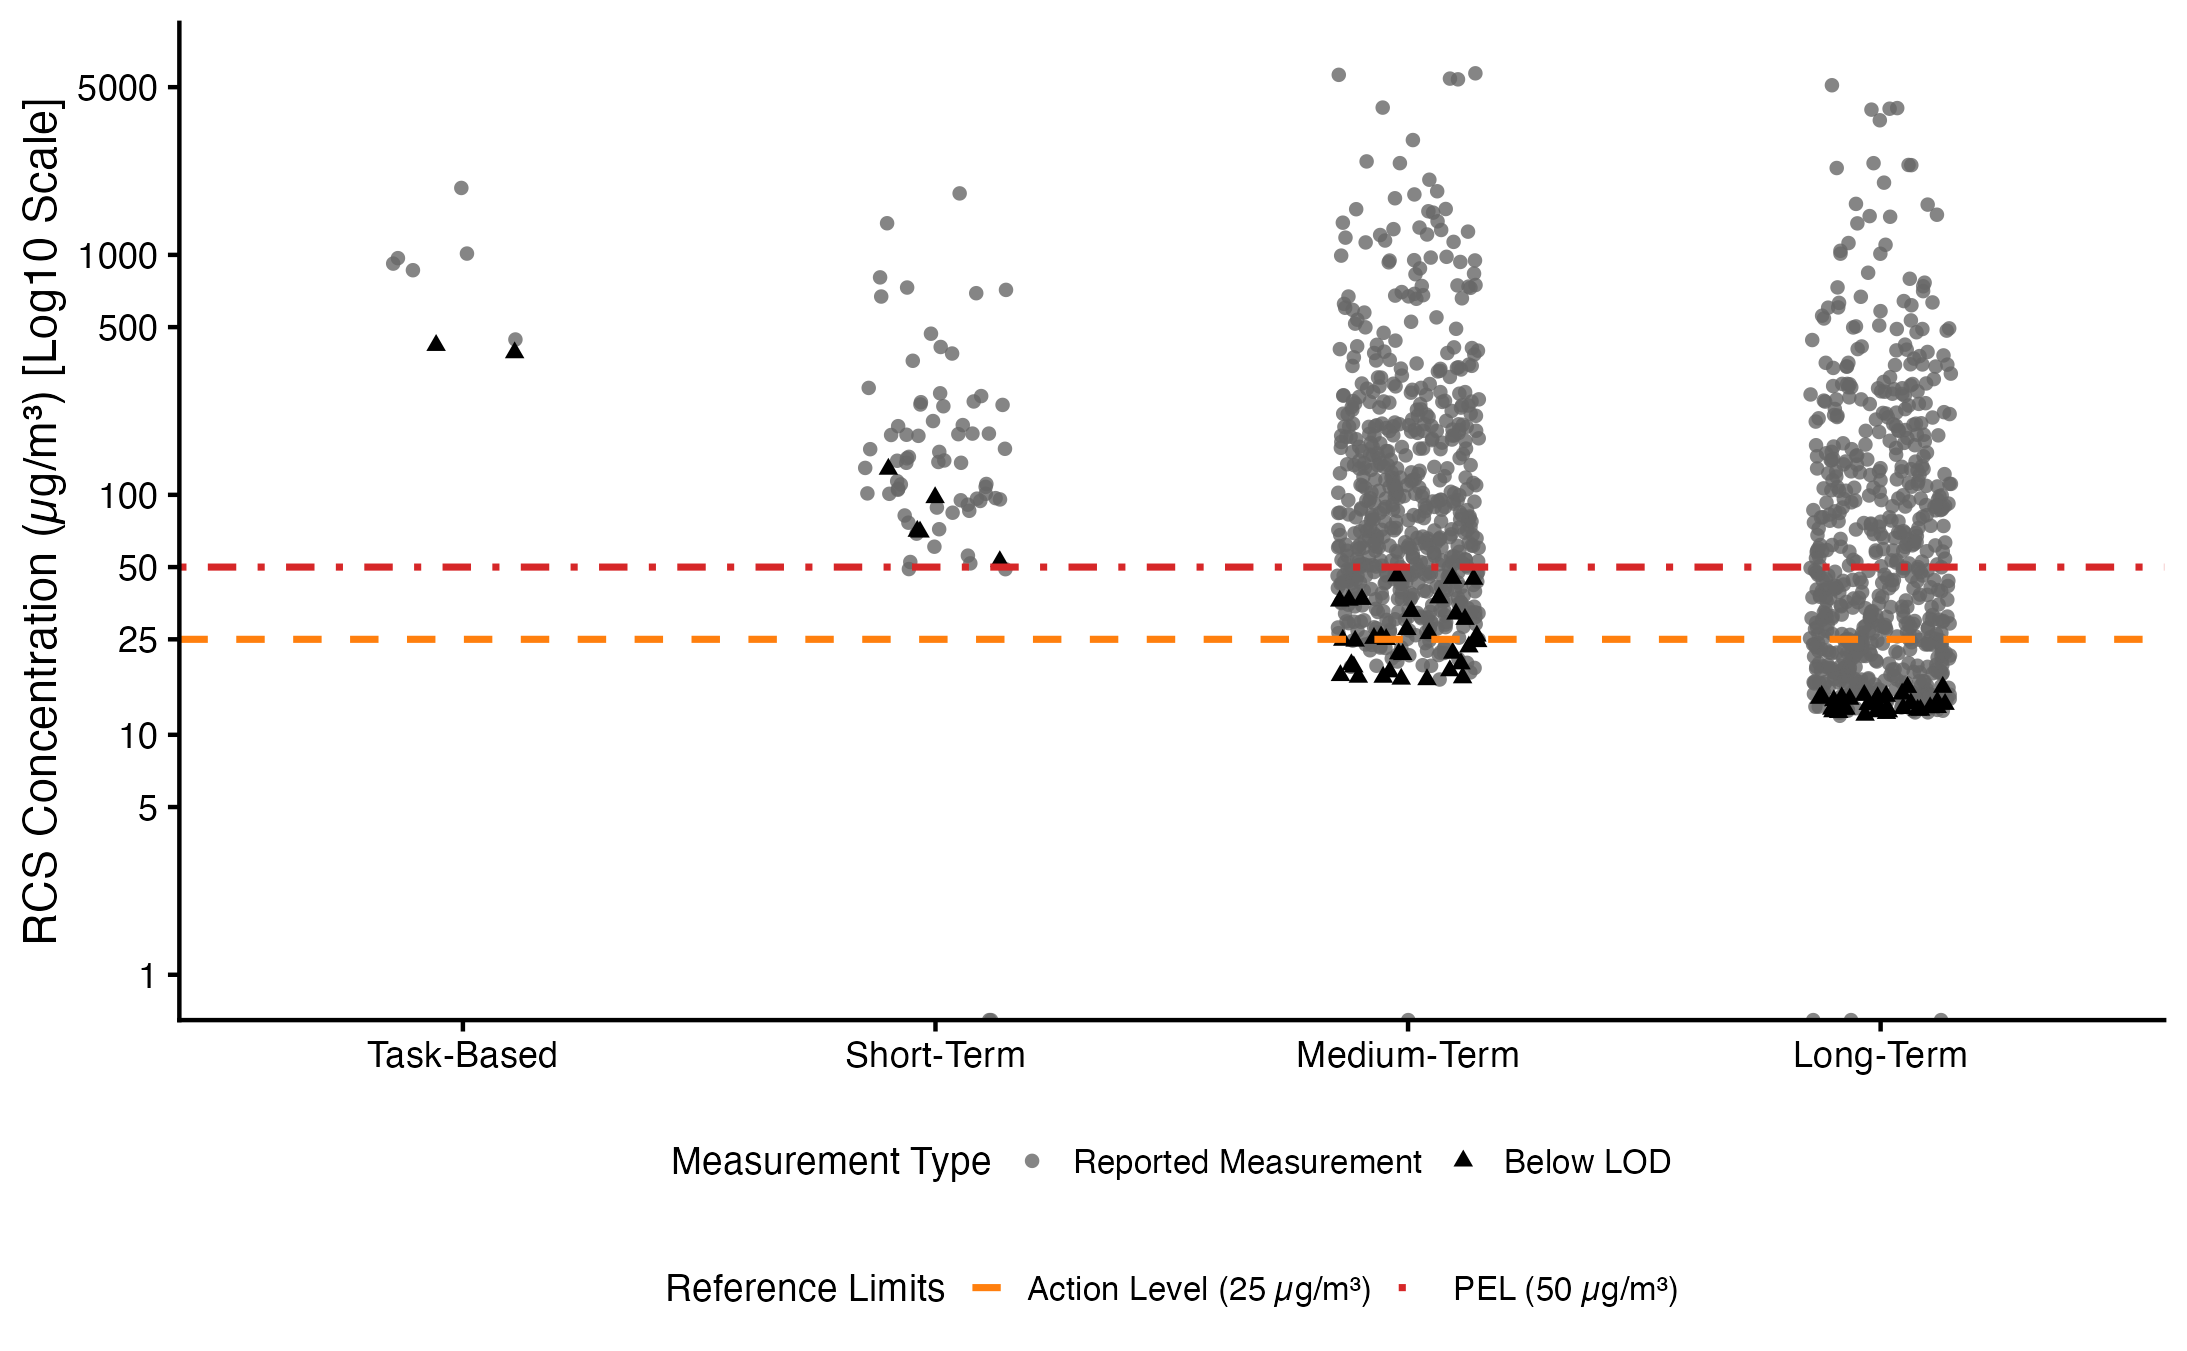 RCS Concentration (µg/m³) [Log10 Scale]
5000
1000
500
100
50
25
10
5
1
Task-Based Short-Term Medium-Term Long-Term
Measurement Type Reported Measurement Below LOD
Reference Limits Action Level (25 µg/m³) PEL (50 µg/m³)